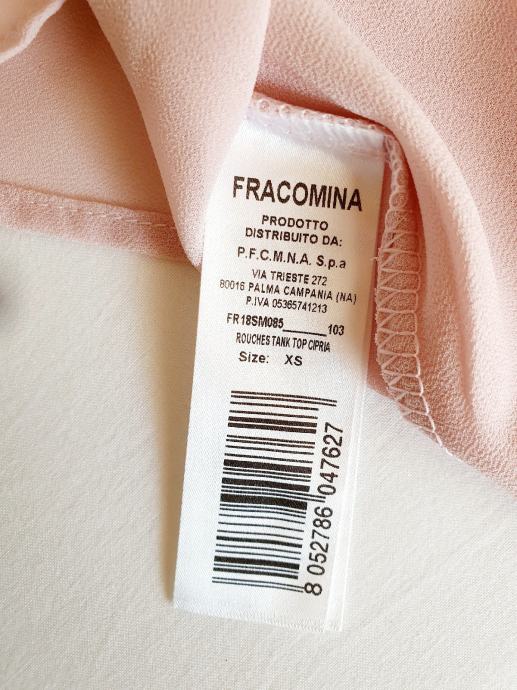 FRACOMINA
PRODOTTO
DISTRIBUITO DA:
P.F.C.M.N.A. S.p.a
VIA TRIESTE 272
80016 PALMA CAMPANIA (NA)
P.IVA 05365741213
FR18SM085______103
ROUCHES TANK TOP CIPRIA
Size: XS
8 052786 047627